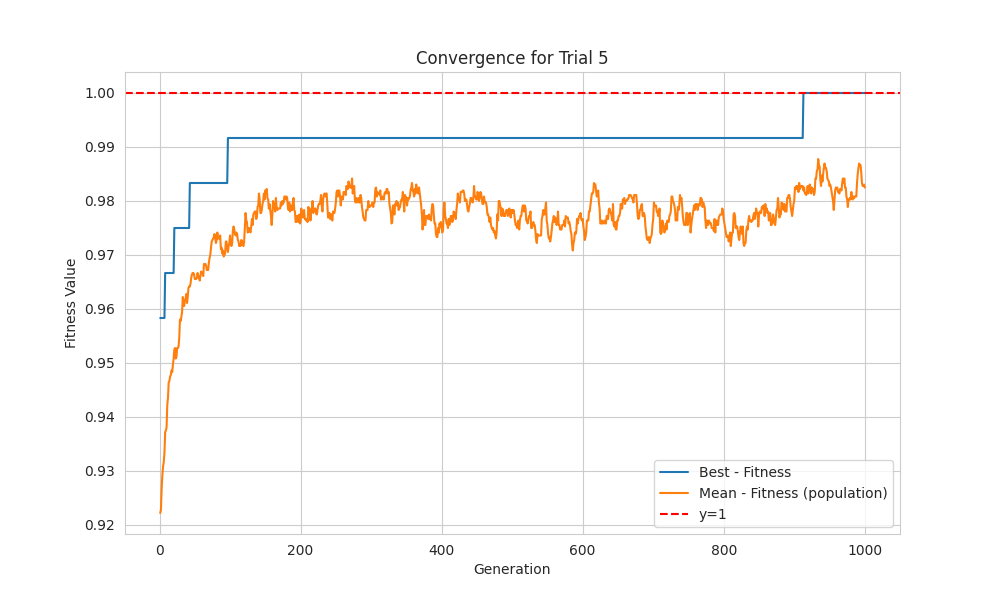 Convergence for Trial 5
Fitness Value
1.00
0.99
0.98
0.97
0.96
0.95
0.94
0.93
0.92
Best - Fitness
Mean - Fitness (population)
y=1
0 200 400 600 800 1000
Generation